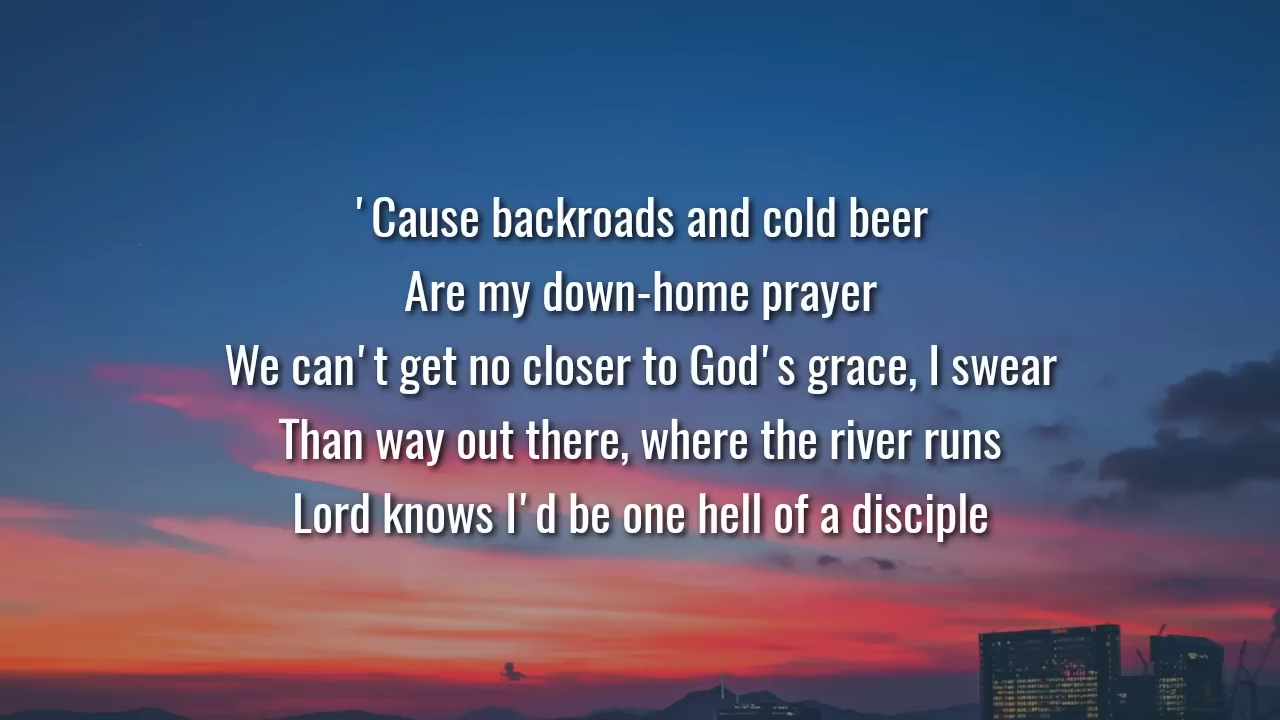 'Cause backroads and cold beer
Are my down-home prayer
We can't get no closer to God's grace, I swear
Than way out there, where the river runs
Lord knows I'd be one hell of a disciple